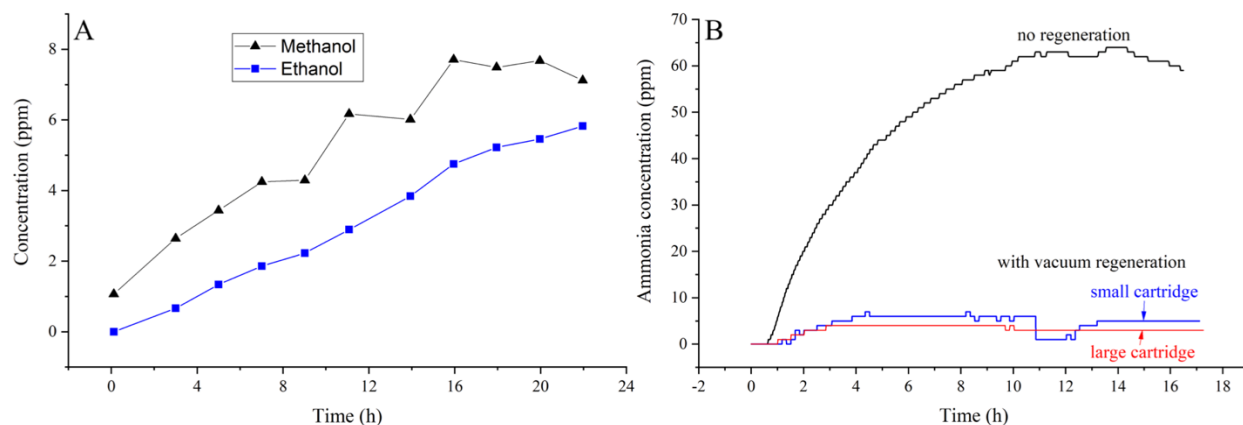 A
Methanol
Ethanol
Concentration (ppm)
8
6
4
2
0
0 4 8 12 16 20 24
Time (h)
B
no regeneration
with vacuum regeneration
small cartridge
large cartridge
Ammonia concentration (ppm)
70
60
50
40
30
20
10
0
-2 0 2 4 6 8 10 12 14 16 18
Time (h)